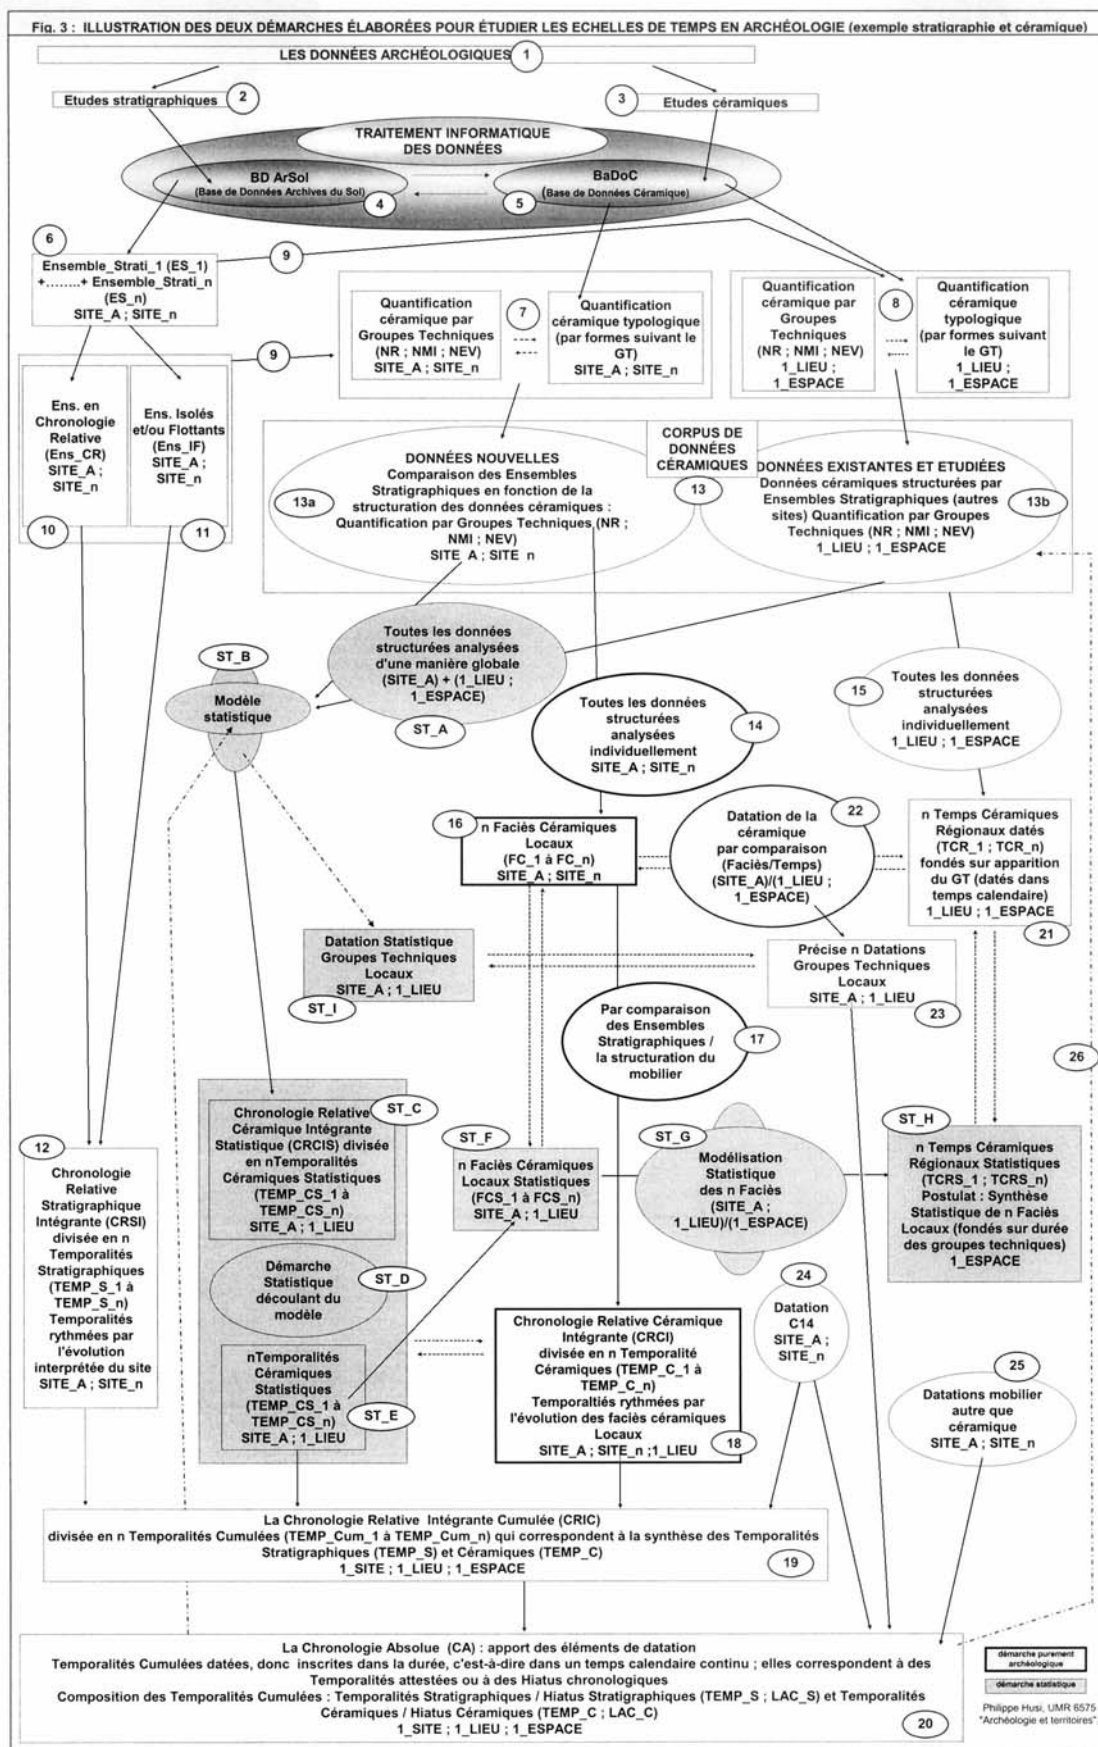 Fig. 3 : ILLUSTRATION DES DEUX DÉMARCHES ÉLABORÉES POUR ÉTUDIER LES ECHELLES DE TEMPS EN ARCHÉOLOGIE (exemple stratigraphie et céramique)
LES DONNÉES ARCHÉOLOGIQUES
1
Etudes stratigraphiques
2
3
Etudes céramiques
TRAITEMENT INFORMATIQUE
DES DONNÉES
BD ArSol
(Base de Données Archives du Sol)
4
BaDoC
(Base de Données Céramique)
5
6
Ensemble_Strati_1 (ES_1)
+........+ Ensemble_Strati_n
(ES_n)
SITE_A ; SITE_n
9
9
Quantification
céramique par
Groupes
Techniques
(NR ; NMI ; NEV)
SITE_A ; SITE_n
7
Quantification
céramique typologique
(par formes suivant le
GT)
SITE_A ; SITE_n
Quantification
céramique par
Groupes
Techniques
(NR ; NMI ; NEV)
1_LIEU ;
1_ESPACE
8
Quantification
céramique
typologique
(par formes suivant
le GT)
1_LIEU ;
1_ESPACE
Ens. en
Chronologie
Relative
(Ens_CR)
SITE_A ;
SITE_n
10
Ens. Isolés
et/ou Flottants
(Ens_IF)
SITE_A ;
SITE_n
11
CORPUS DE
DONNÉES
CÉRAMIQUES
13
DONNÉES NOUVELLES
Comparaison des Ensembles
Stratigraphiques en fonction de la
structuration des données céramiques :
Quantification par Groupes Techniques (NR ;
NMI ; NEV)
SITE_A ; SITE_n
13a
DONNÉES EXISTANTES ET ETUDIÉES
Données céramiques structurées par
Ensembles Stratigraphiques (autres
sites) Quantification par Groupes
Techniques (NR ; NMI ; NEV)
1_LIEU ; 1_ESPACE
13b
Toutes les données
structurées analysées
d'une manière globale
(SITE_A) + (1_LIEU ;
1_ESPACE)
ST_A
ST_B
Modèle
statistique
Toutes les données
structurées
analysées
individuellement
SITE_A ; SITE_n
14
15
Toutes les données
structurées
analysées
individuellement
1_LIEU ; 1_ESPACE
16
n Faciès Céramiques
Locaux
(FC_1 à FC_n)
SITE_A ; SITE_n
22
Datation de la
céramique
par comparaison
(Faciès/Temps)
(SITE_A)/(1_LIEU ;
1_ESPACE)
n Temps Céramiques
Régionaux datés
(TCR_1 ; TCR_n)
fondés sur apparition
du GT (datés dans
temps calendaire)
1_LIEU ; 1_ESPACE
21
Datation Statistique
Groupes Techniques
Locaux
SITE_A ; 1_LIEU
ST_I
Précise n Datations
Groupes Techniques
Locaux
SITE_A ; 1_LIEU
23
Par comparaison
des Ensembles
Stratigraphiques /
la structuration du
mobilier
17
26
12
Chronologie
Relative
Stratigraphique
Intégrante (CRSI)
divisée en n
Temporalités
Stratigraphiques
(TEMP_S_1 à
TEMP_S_n)
Temporalités
rythmées par
l'évolution
interprétée du site
SITE_A ; SITE_n
Chronologie Relative
Céramique Intégrante
Statistique (CRCIS) divisée
en nTemporalités
Céramiques Statistiques
(TEMP_CS_1 à
TEMP_CS_n)
SITE_A ; 1_LIEU
ST_C
Démarche
Statistique
découlant du
modèle
ST_D
nTemporalités
Céramiques
Statistiques
(TEMP_CS_1 à
TEMP_CS_n)
SITE_A ; 1_LIEU
ST_E
ST_F
n Faciès Céramiques
Locaux Statistiques
(FCS_1 à FCS_n)
SITE_A ; 1_LIEU
ST_G
Modélisation
Statistique
des n Faciès
(SITE_A ;
1_LIEU)/(1_ESPACE)
ST_H
n Temps Céramiques
Régionaux Statistiques
(TCRS_1 ; TCRS_n)
Postulat : Synthèse
Statistique de n Faciès
Locaux (fondés sur durée
des groupes techniques)
1_ESPACE
24
Datation
C14
SITE_A ;
SITE_n
25
Datations mobilier
autre que
céramique
SITE_A ; SITE_n
Chronologie Relative Céramique
Intégrante (CRCI)
divisée en n Temporalité
Céramiques (TEMP_C_1 à
TEMP_C_n)
Temporaltiés rythmées par
l'évolution des faciès céramiques
Locaux
SITE_A ; SITE_n ;1_LIEU
18
La Chronologie Relative Intégrante Cumulée (CRIC)
divisée en n Temporalités Cumulées (TEMP_Cum_1 à TEMP_Cum_n) qui correspondent à la synthèse des Temporalités
Stratigraphiques (TEMP_S) et Céramiques (TEMP_C)
1_SITE ; 1_LIEU ; 1_ESPACE
19
La Chronologie Absolue (CA) : apport des éléments de datation
Temporalités Cumulées datées, donc inscrites dans la durée, c'est-à-dire dans un temps calendaire continu ; elles correspondent à des
Temporalités attestées ou à des Hiatus chronologiques
Composition des Temporalités Cumulées : Temporalités Stratigraphiques / Hiatus Stratigraphiques (TEMP_S ; LAC_S) et Temporalités
Céramiques / Hiatus Céramiques (TEMP_C ; LAC_C)
1_SITE ; 1_LIEU ; 1_ESPACE
20
démarche purement
archéologique
démarche statistique
Philippe Husi, UMR 6575
"Archéologie et territoires".